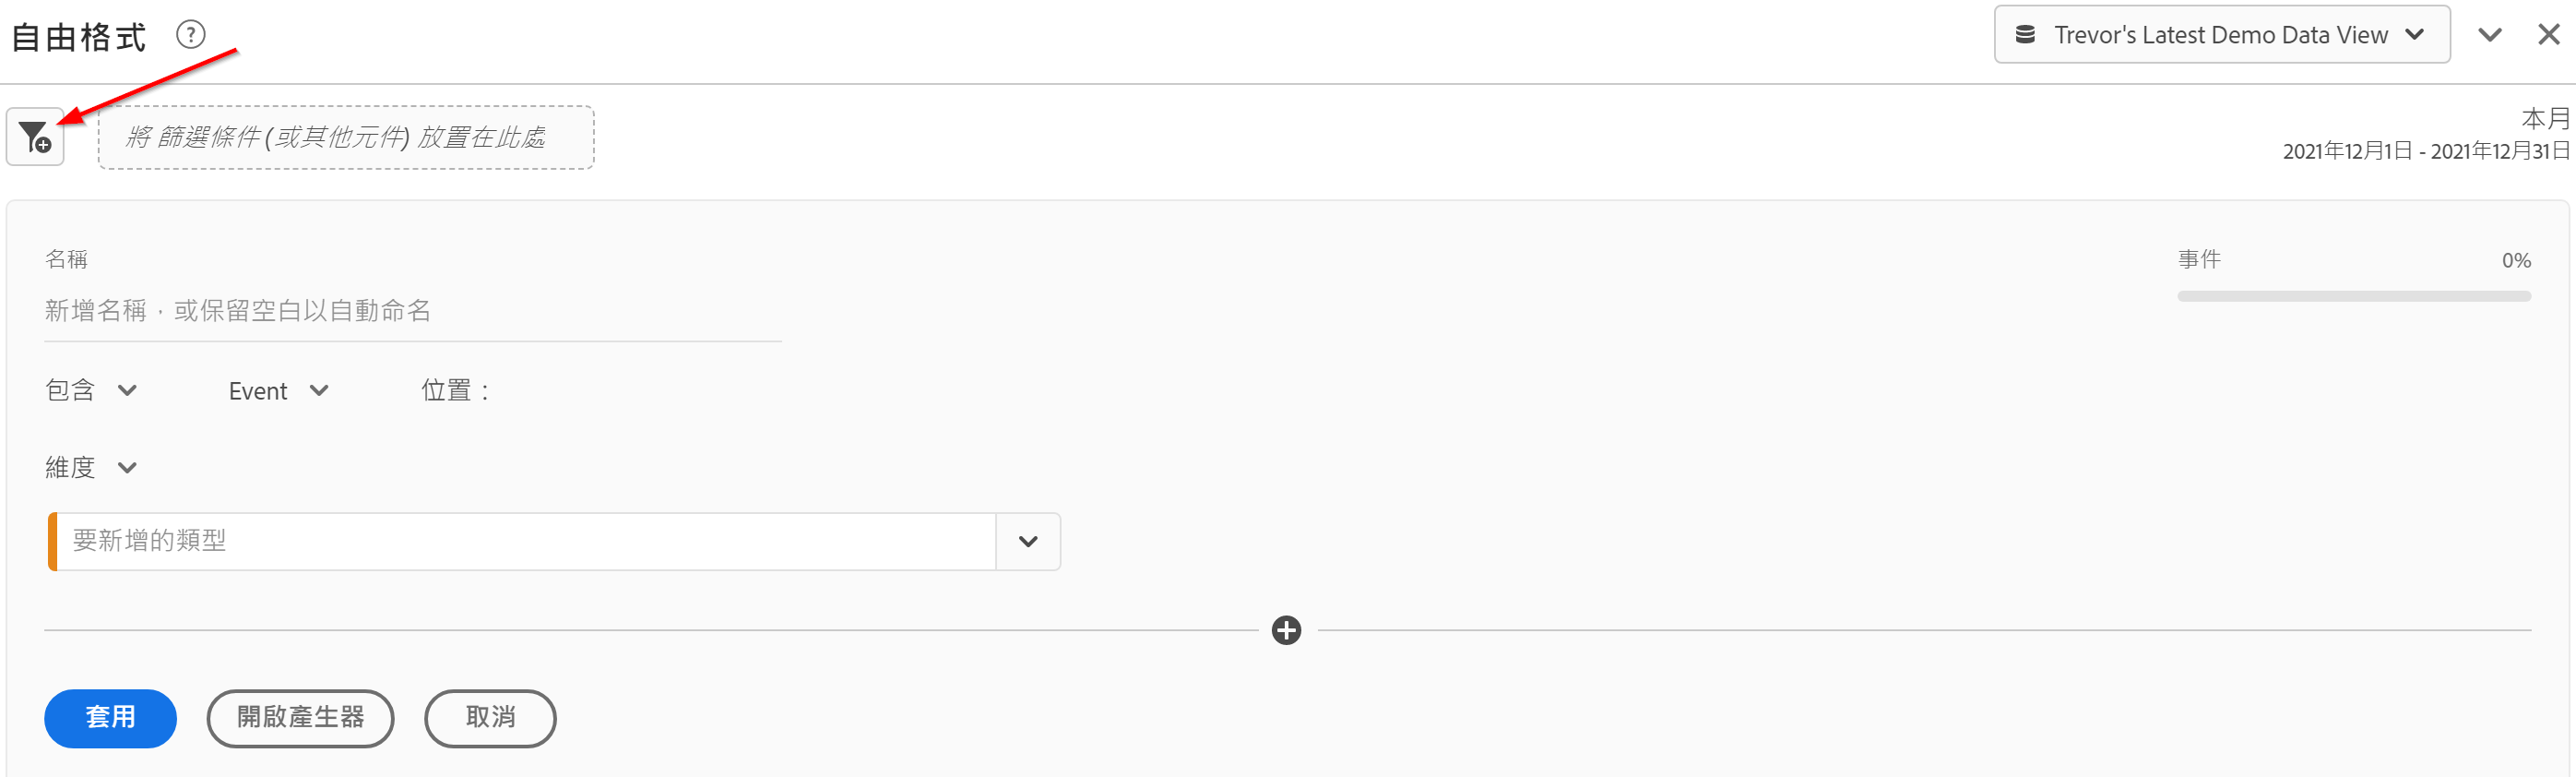 自由格式
Trevor's Latest Demo Data View
將 篩選條件 (或其他元件) 放置在此處
本月
2021年12月1日 - 2021年12月31日
名稱
事件 0%
新增名稱，或保留空白以自動命名
包含 Event 位置：
維度
要新增的類型
套用 開啟產生器 取消